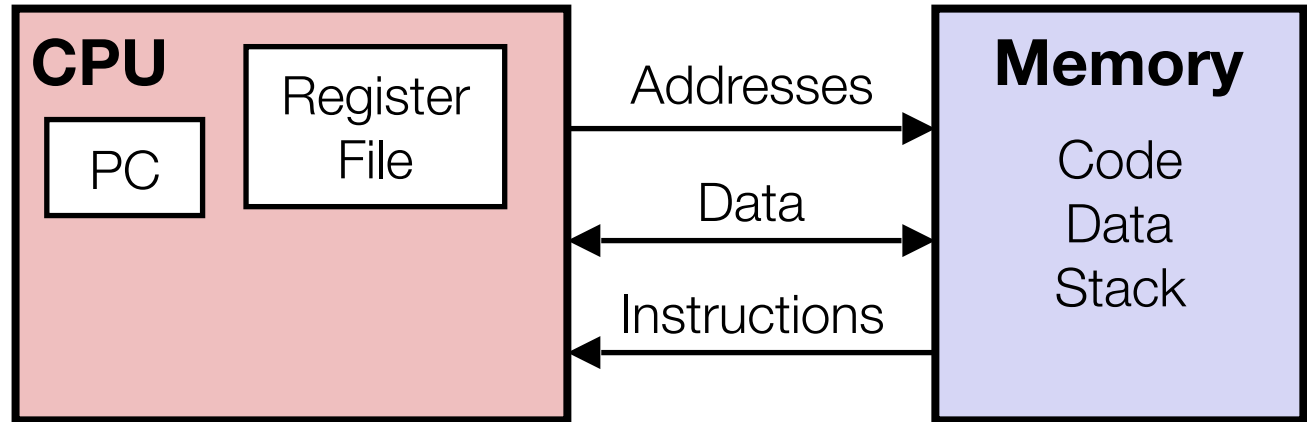 CPU
PC
Register
File
Addresses
Data
Instructions
Memory
Code
Data
Stack